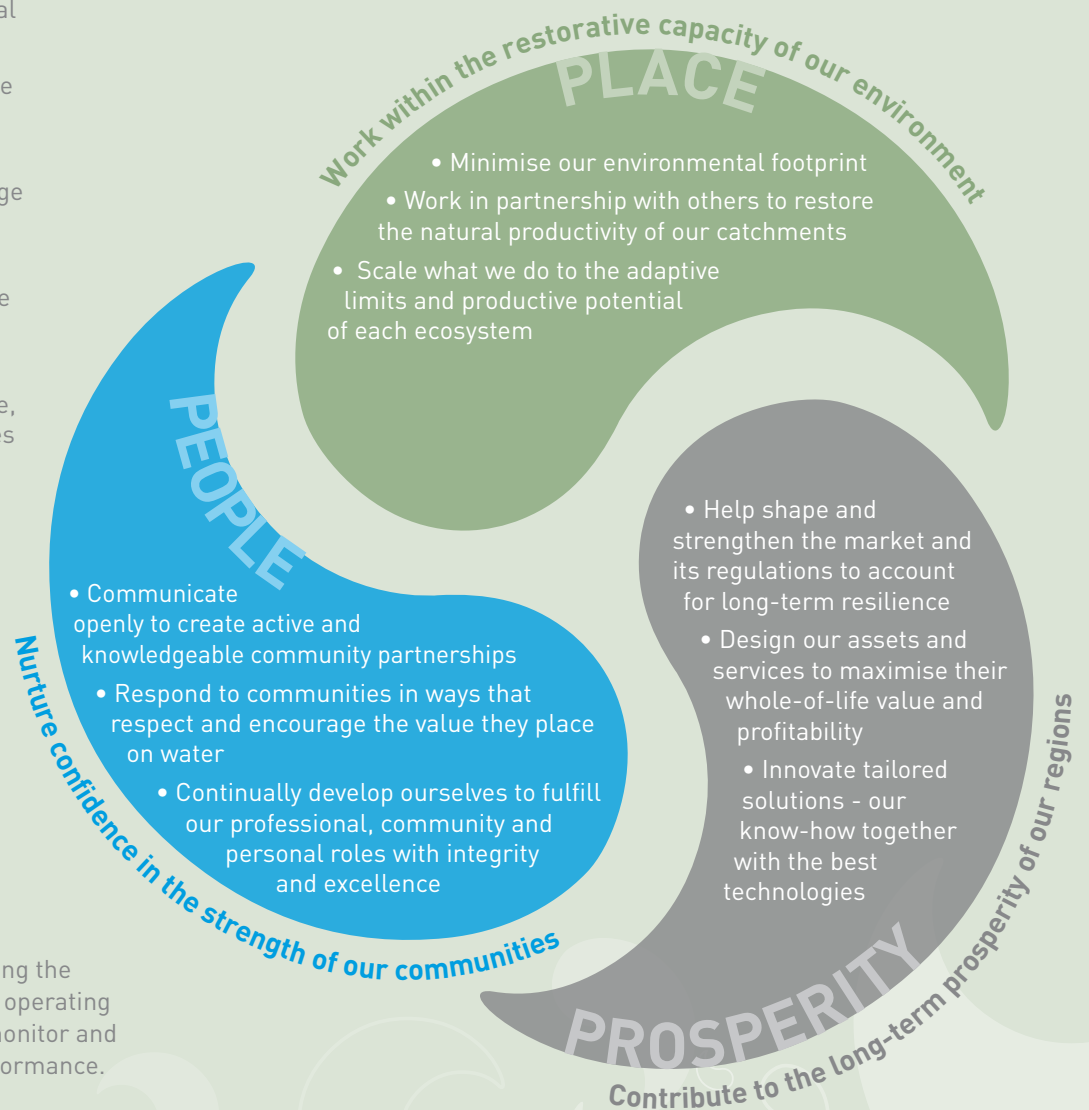 Work within the restorative capacity of our environment
PLACE
• Minimise our environmental footprint
• Work in partnership with others to restore
the natural productivity of our catchments
• Scale what we do to the adaptive
limits and productive potential
of each ecosystem
PEOPLE
• Communicate
openly to create active and
knowledgeable community partnerships
• Respond to communities in ways that
respect and encourage the value they place
on water
• Continually develop ourselves to fulfill
our professional, community and
personal roles with integrity
and excellence
Nurture confidence in the strength of our communities
• Help shape and
strengthen the market and
its regulations to account
for long-term resilience
• Design our assets and
services to maximise their
whole-of-life value and
profitability
• Innovate tailored
solutions - our
know-how together
with the best
technologies
PROSPERITY
Contribute to the long-term prosperity of our regions
the
operating
and